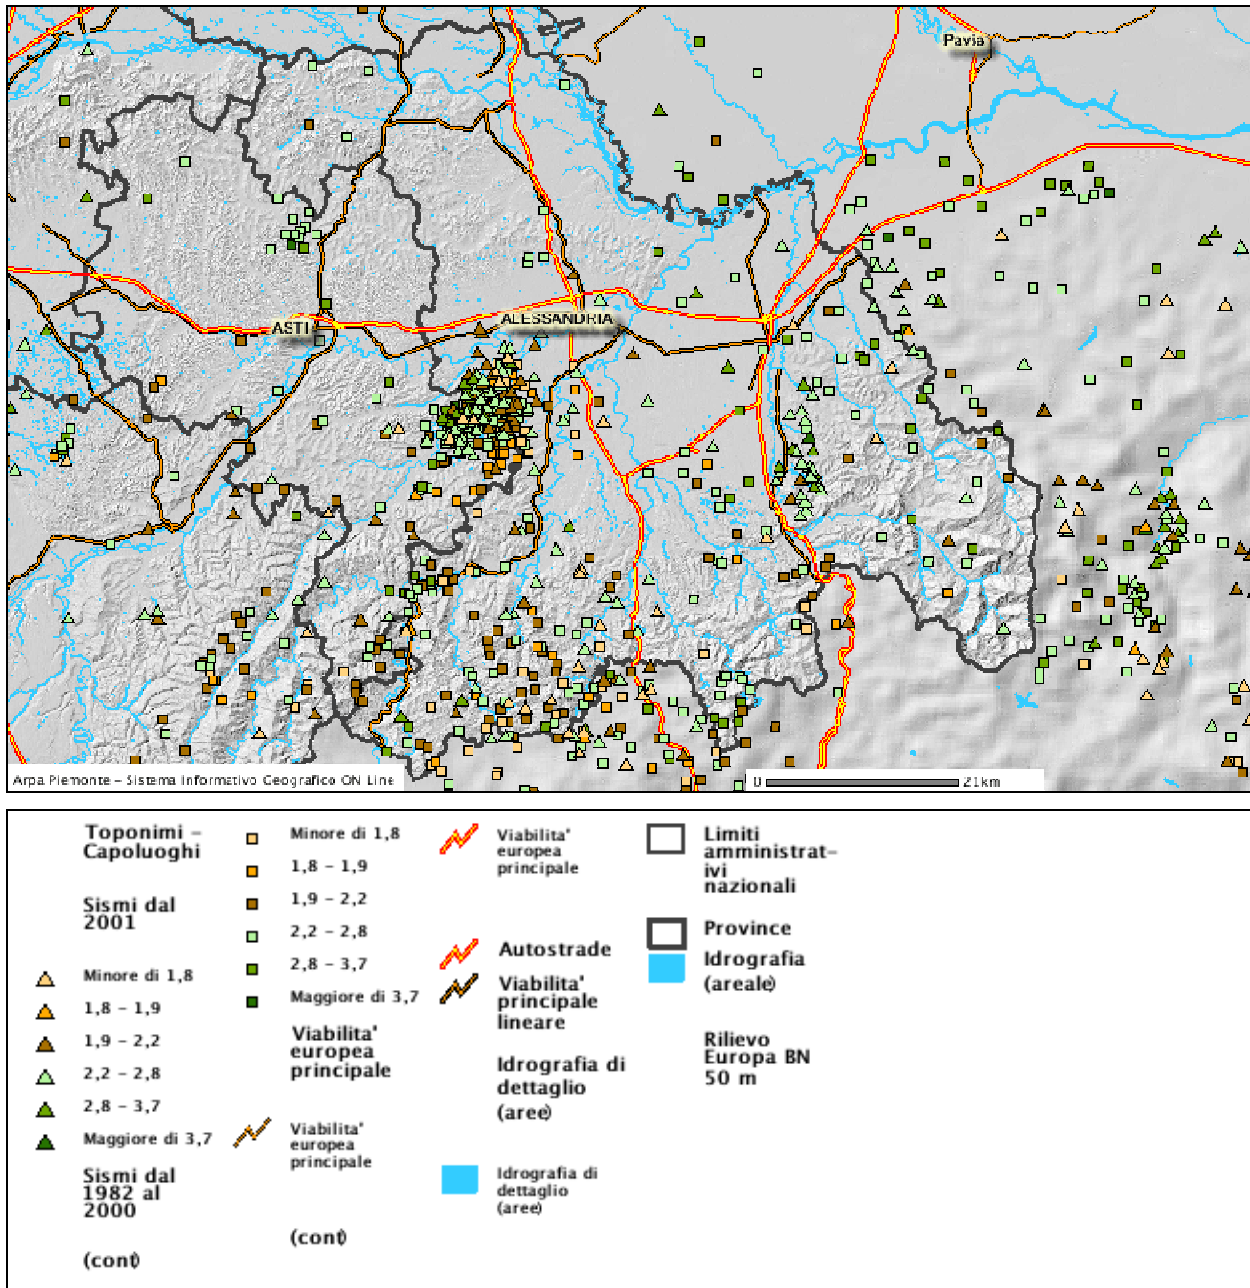 Pavia
ASTI
ALESSANDRIA
Arpa Piemonte - Sistema Informativo Geografico ON Line
0 21km
Toponimi -
Capoluoghi
Sismi dal
2001
Minore di 1,8
1,8 - 1,9
1,9 - 2,2
2,2 - 2,8
2,8 - 3,7
Maggiore di 3,7
Sismi dal
1982 al
2000
(cont)
Minore di 1,8
1,8 - 1,9
1,9 - 2,2
2,2 - 2,8
2,8 - 3,7
Maggiore di 3,7
Viabilita'
europea
principale
Viabilita'
europea
principale
(cont)
Viabilita'
europea
principale
Autostrade
Viabilita'
principale
lineare
Idrografia di
dettaglio
(aree)
Idrografia di
dettaglio
(aree)
Limiti
amministrat-
ivi
nazionali
Province
Idrografia
(areale)
Rilievo
Europa BN
50 m